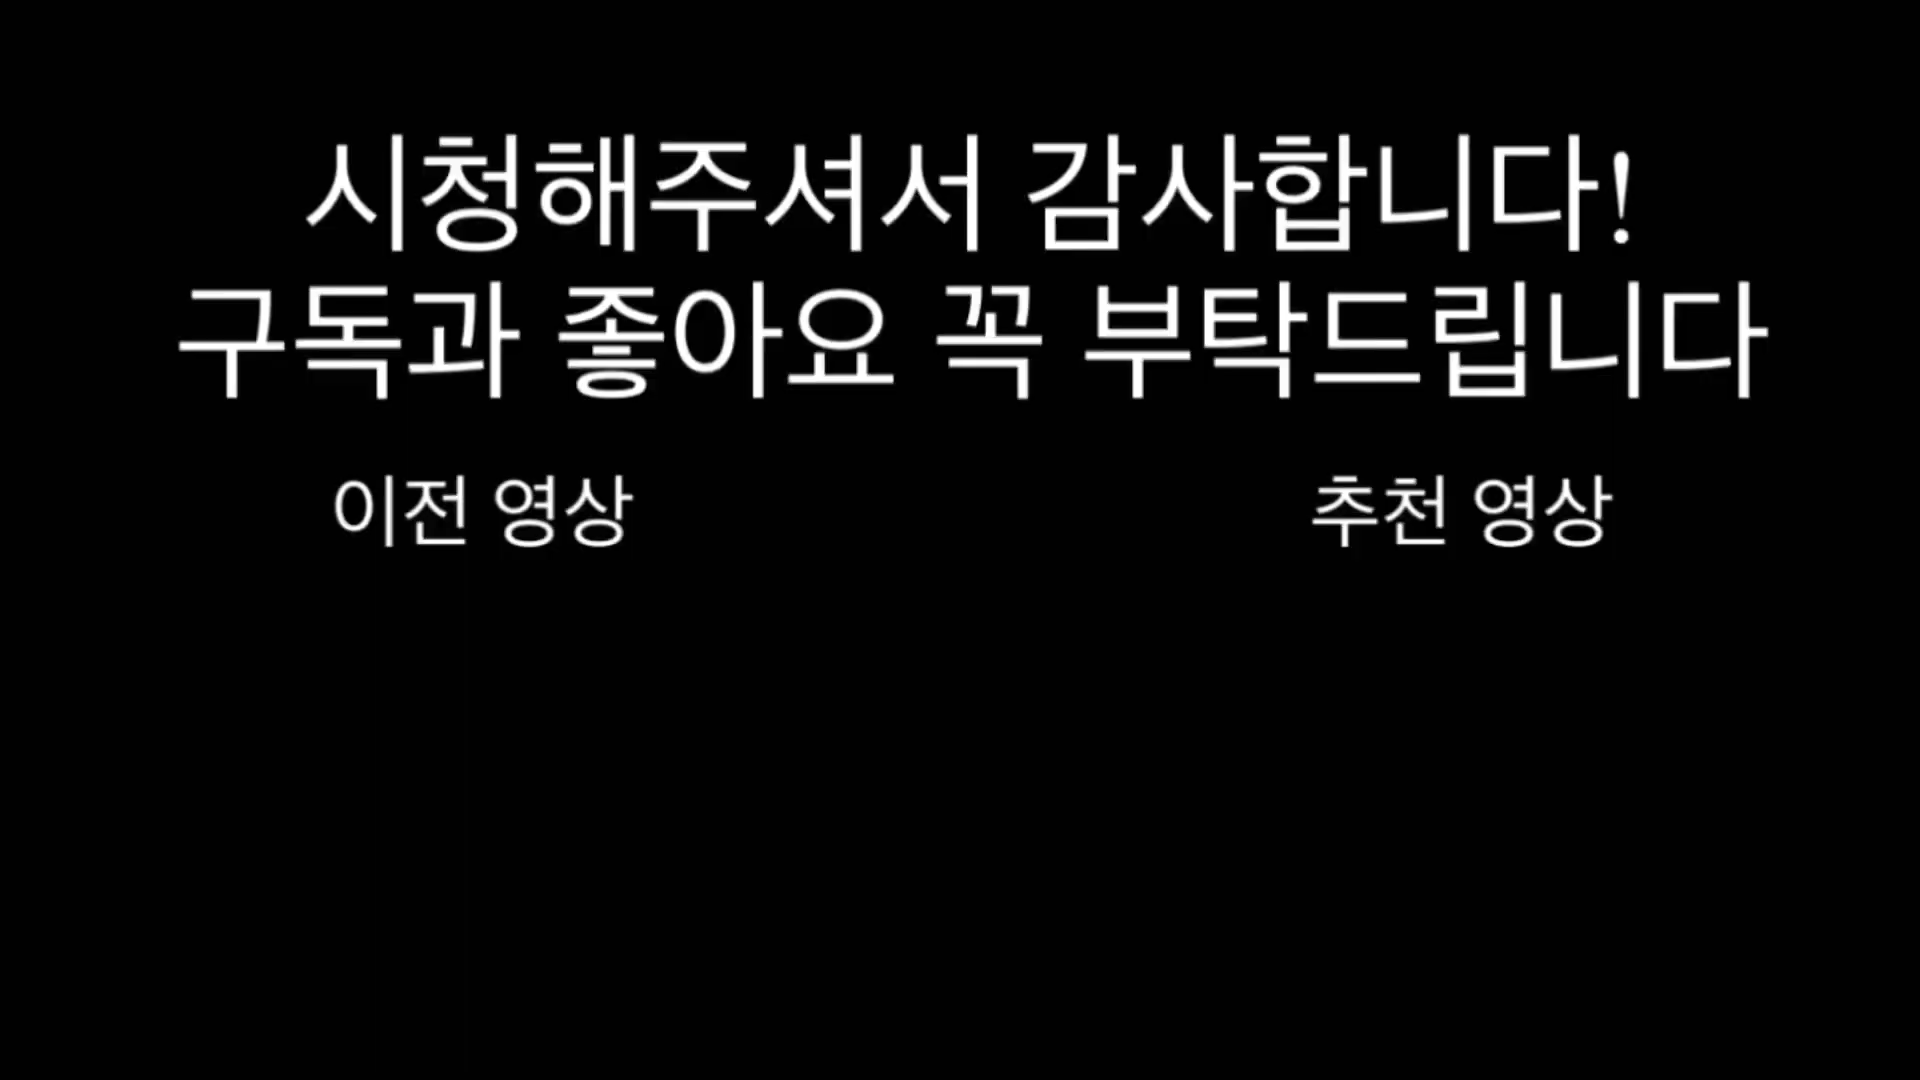 시청해주셔서 감사합니다!
구독과 좋아요 꼭 부탁드립니다
이전 영상
추천 영상